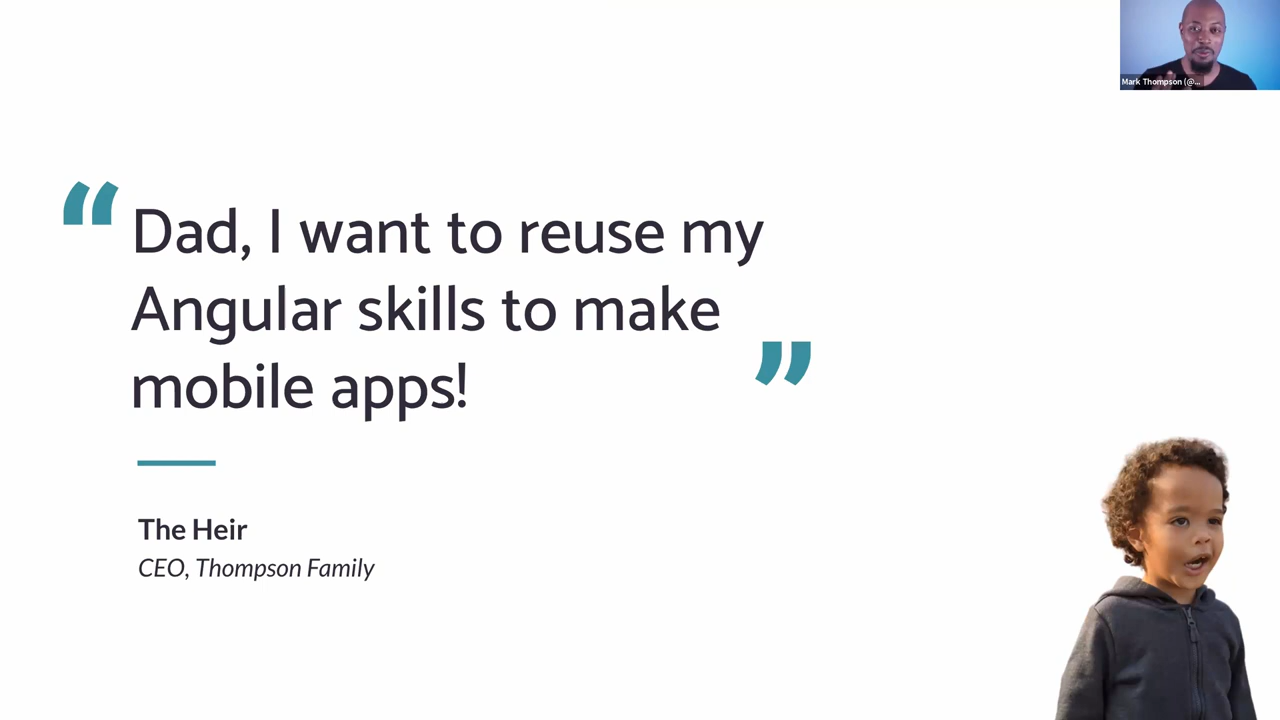 Mark Thompson (@...
“Dad, I want to reuse my
Angular skills to make
mobile apps!”
The Heir
CEO, Thompson Family